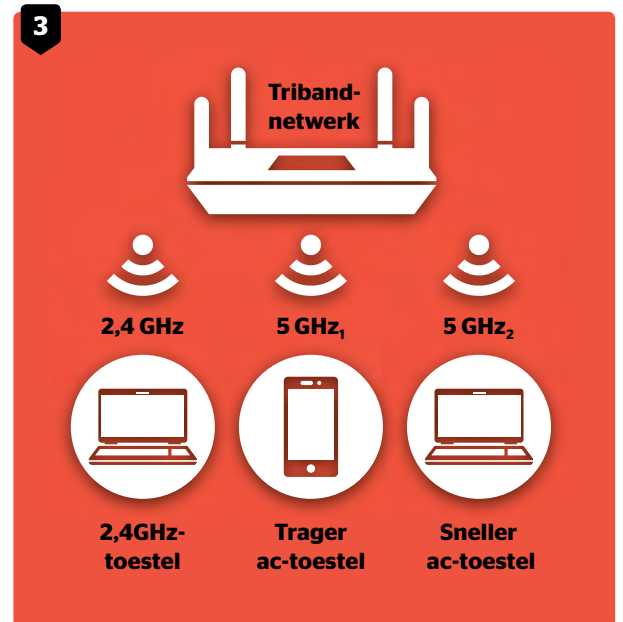 3
Triband-
netwerk
2,4 GHz
5 GHz₁
5 GHz₂
2,4GHz-
toestel
Trager
ac-toestel
Sneller
ac-toestel